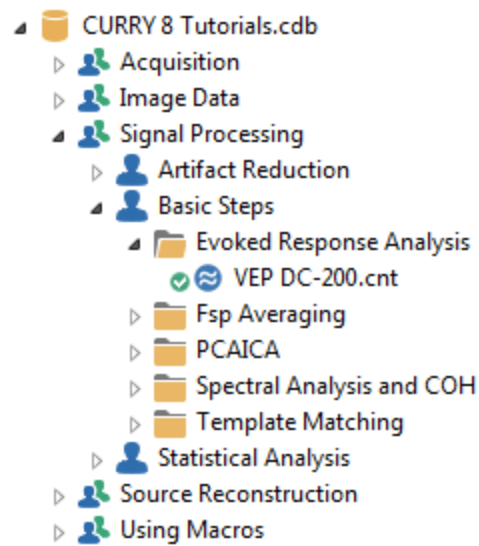 CURRY 8 Tutorials.cdb
Acquisition
Image Data
Signal Processing
Artifact Reduction
Basic Steps
Evoked Response Analysis
VEP DC-200.cnt
Fsp Averaging
PCAICA
Spectral Analysis and COH
Template Matching
Statistical Analysis
Source Reconstruction
Using Macros